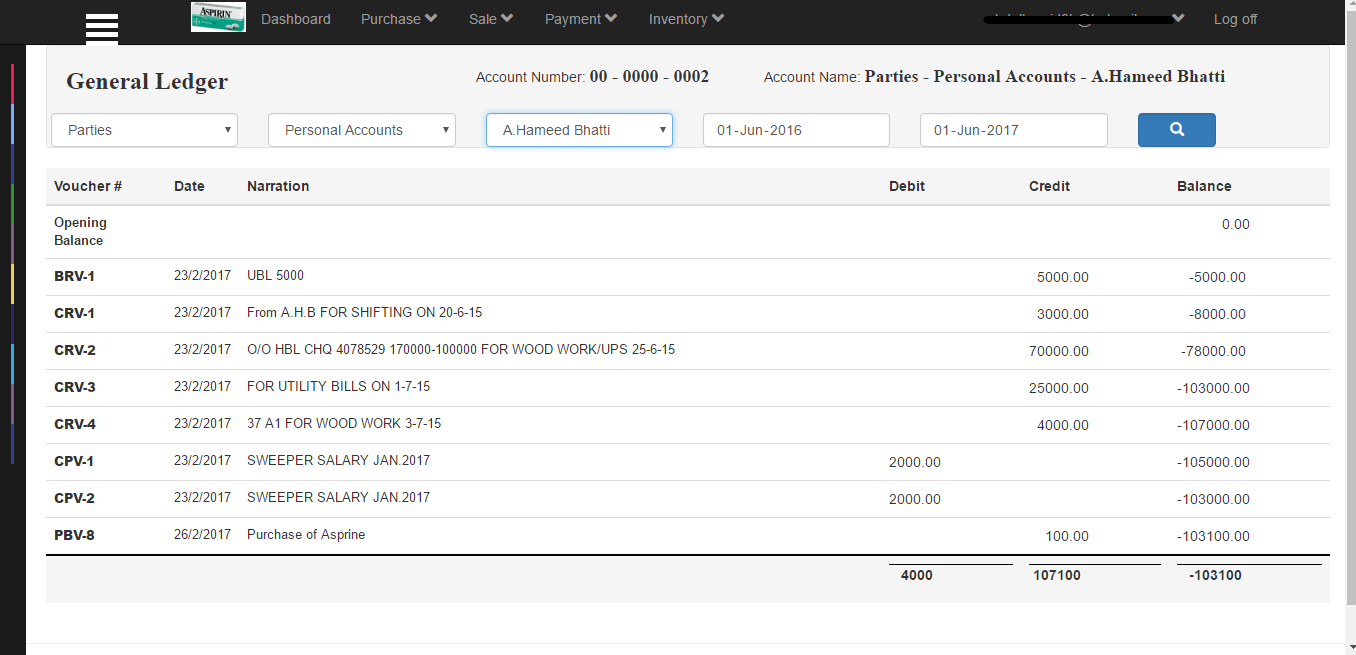 ASPIRIN Dashboard Purchase Sale Payment Inventory Log off
General Ledger Account Number: 00 - 0000 - 0002 Account Name: Parties - Personal Accounts - A.Hameed Bhatti
Parties Personal Accounts A.Hameed Bhatti 01-Jun-2016 01-Jun-2017
Voucher # Date Narration Debit Credit Balance
Opening
Balance 0.00
BRV-1 23/2/2017 UBL 5000 5000.00 -5000.00
CRV-1 23/2/2017 From A.H.B FOR SHIFTING ON 20-6-15 3000.00 -8000.00
CRV-2 23/2/2017 O/O HBL CHQ 4078529 170000-100000 FOR WOOD WORK/UPS 25-6-15 70000.00 -78000.00
CRV-3 23/2/2017 FOR UTILITY BILLS ON 1-7-15 25000.00 -103000.00
CRV-4 23/2/2017 37 A1 FOR WOOD WORK 3-7-15 4000.00 -107000.00
CPV-1 23/2/2017 SWEEPER SALARY JAN.2017 2000.00 -105000.00
CPV-2 23/2/2017 SWEEPER SALARY JAN.2017 2000.00 -103000.00
PBV-8 26/2/2017 Purchase of Asprine 100.00 -103100.00
4000 107100 -103100